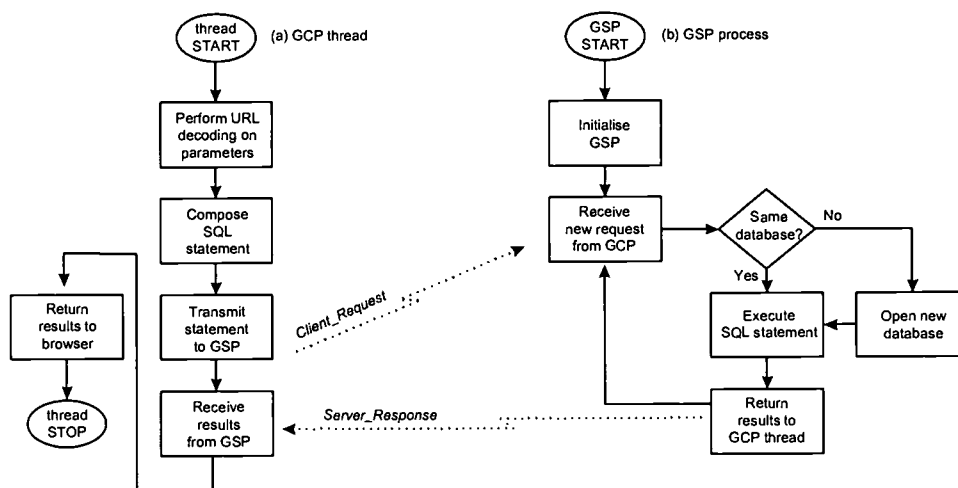 thread
START
(a) GCP thread
Perform URL
decoding on
parameters
Compose
SQL
statement
Transmit
statement
to GSP
Receive
results
from GSP
Return
results to
browser
thread
STOP
Client_Request
Server_Response
GSP
START
(b) GSP process
Initialise
GSP
Receive
new request
from GCP
Same
database?
No
Yes
Execute
SQL statement
Open new
database
Return
results to
GCP thread